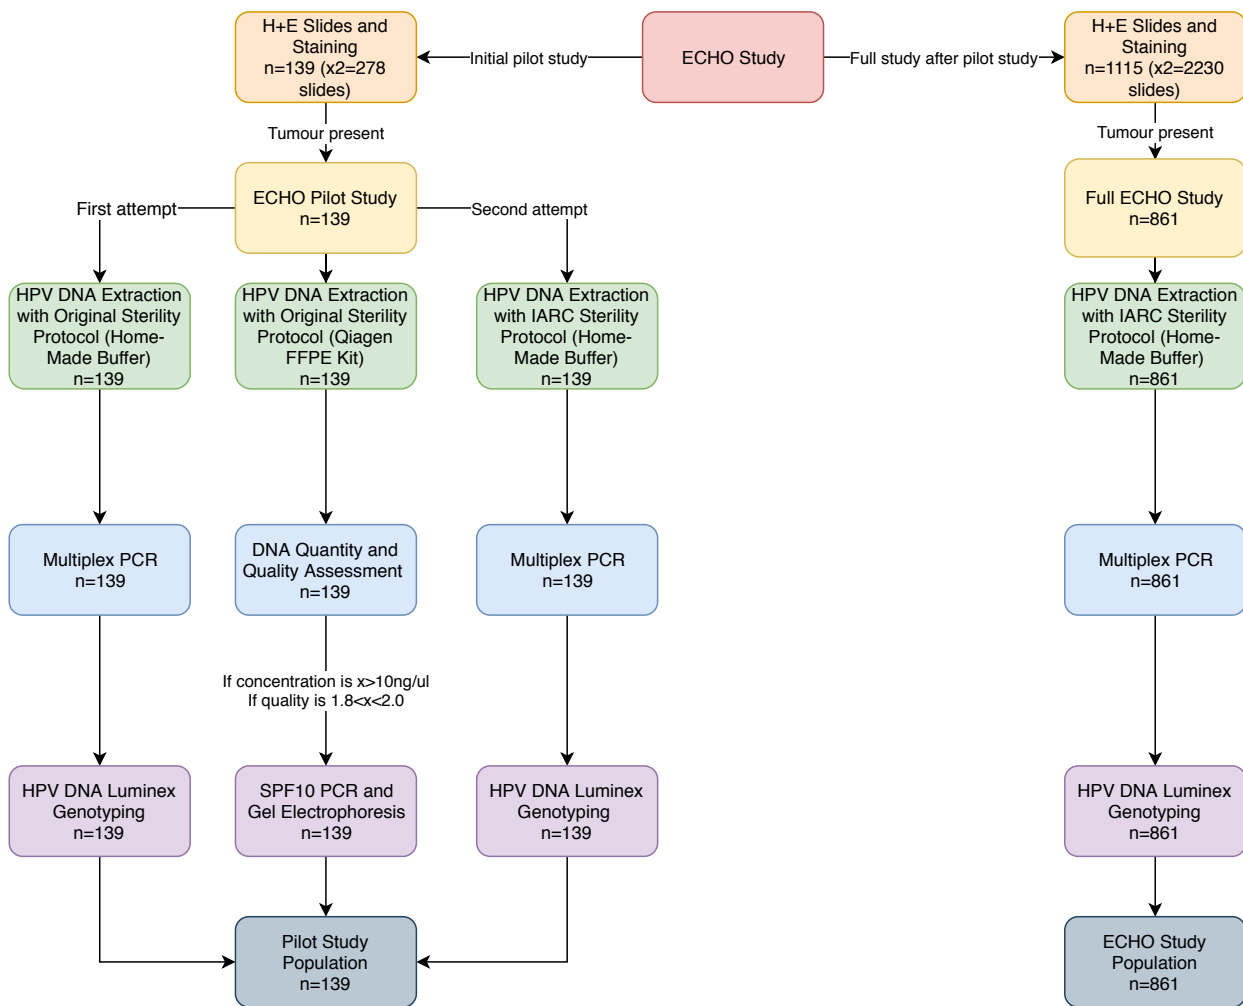 H+E Slides and
Staining
n=139 (x2=278
slides)
Initial pilot study
ECHO Study
Full study after pilot study
H+E Slides and
Staining
n=1115 (x2=2230
slides)
Tumour present
Tumour present
ECHO Pilot Study
n=139
Full ECHO Study
n=861
First attempt
Second attempt
HPV DNA Extraction
with Original Sterility
Protocol (Home-
Made Buffer)
n=139
HPV DNA Extraction
with Original Sterility
Protocol (Qiagen
FFPE Kit)
n=139
HPV DNA Extraction
with IARC Sterility
Protocol (Home-
Made Buffer)
n=139
HPV DNA Extraction
with IARC Sterility
Protocol (Home-
Made Buffer)
n=861
Multiplex PCR
n=139
DNA Quantity and
Quality Assessment
n=139
Multiplex PCR
n=139
Multiplex PCR
n=861
If concentration is x>10ng/ul
If quality is 1.8<x<2.0
HPV DNA Luminex
Genotyping
n=139
SPF10 PCR and
Gel Electrophoresis
n=139
HPV DNA Luminex
Genotyping
n=139
HPV DNA Luminex
Genotyping
n=861
Pilot Study
Population
n=139
ECHO Study
Population
n=861